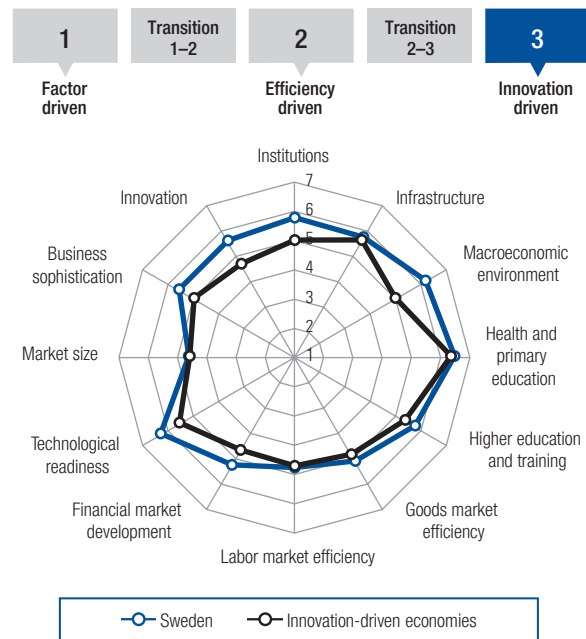 1
Transition
1–2
2
Transition
2–3
3
Factor
driven
Efficiency
driven
Innovation
driven
Institutions
7
6
5
4
3
2
1
Infrastructure
Macroeconomic
environment
Health and
primary
education
Higher education
and training
Goods market
efficiency
Labor market efficiency
Financial market
development
Technological
readiness
Market size
Business
sophistication
Innovation
Sweden
Innovation-driven economies